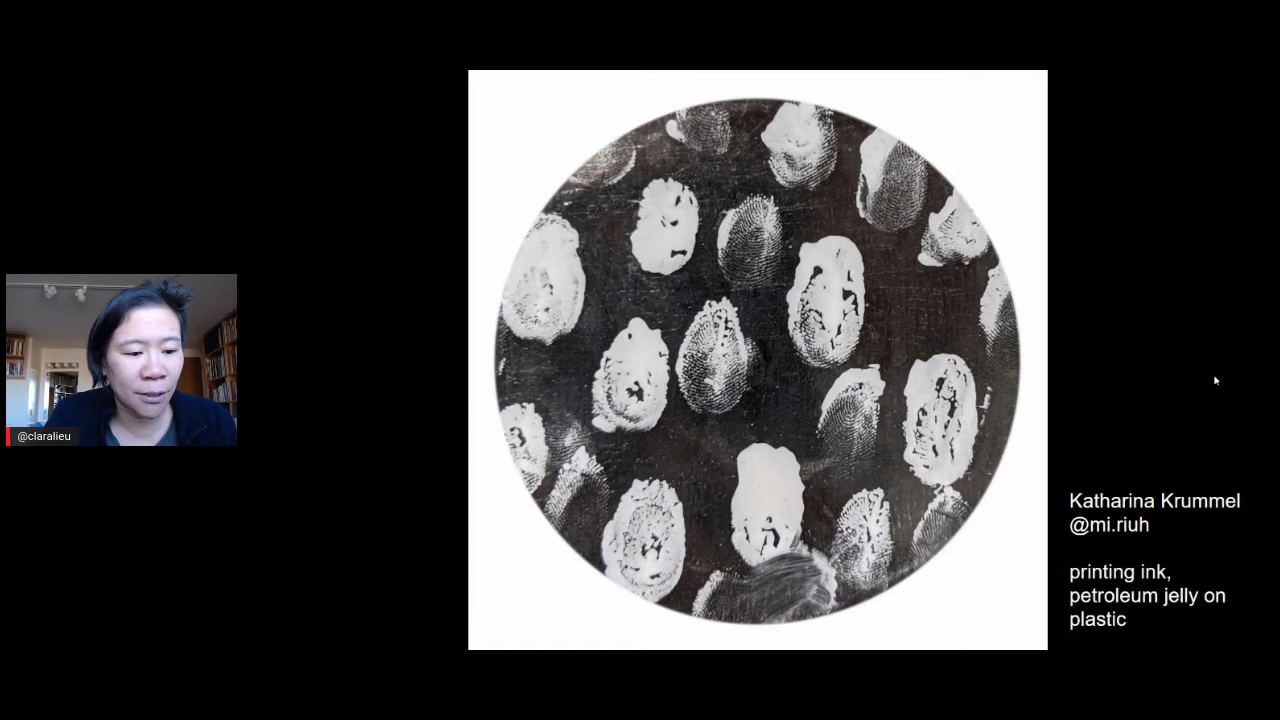 @claralieu
Katharina Krummel
@mi.riuh
printing ink,
petroleum jelly on
plastic